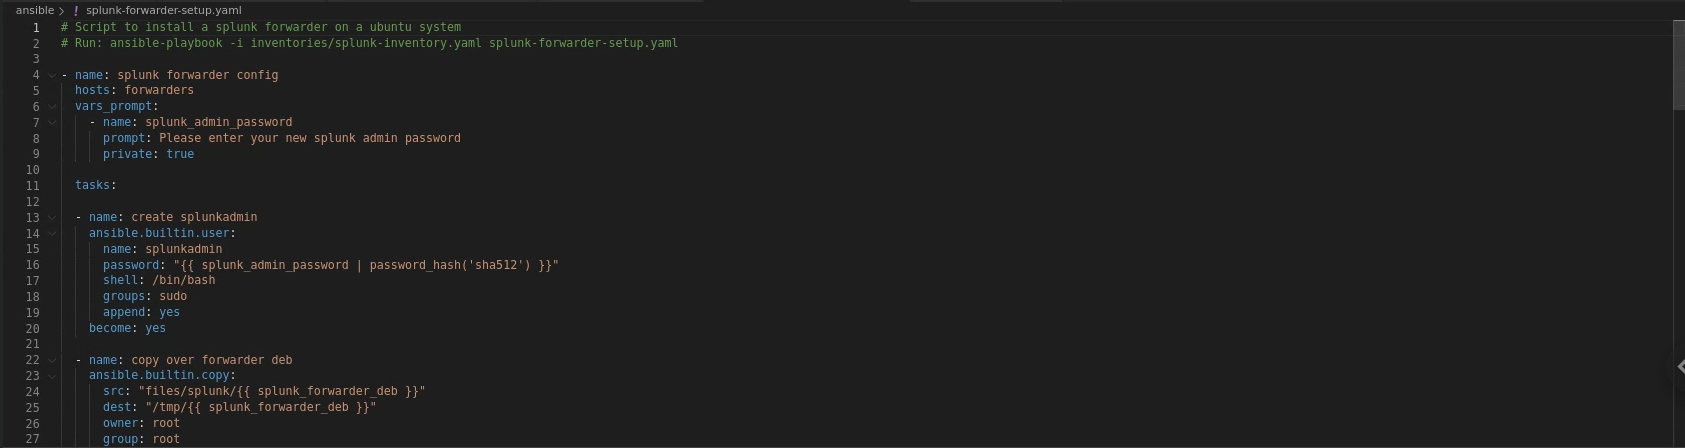 ansible > ! splunk-forwarder-setup.yaml
1 # Script to install a splunk forwarder on a ubuntu system
2 # Run: ansible-playbook -i inventories/splunk-inventory.yaml splunk-forwarder-setup.yaml
3
4 - name: splunk forwarder config
5 hosts: forwarders
6 vars_prompt:
7 - name: splunk_admin_password
8 prompt: Please enter your new splunk admin password
9 private: true
10
11 tasks:
12
13 - name: create splunkadmin
14 ansible.builtin.user:
15 name: splunkadmin
16 password: "{{ splunk_admin_password | password_hash('sha512') }}"
17 shell: /bin/bash
18 groups: sudo
19 append: yes
20 become: yes
21
22 - name: copy over forwarder deb
23 ansible.builtin.copy:
24 src: "files/splunk/{{ splunk_forwarder_deb }}"
25 dest: "/tmp/{{ splunk_forwarder_deb }}"
26 owner: root
27 group: root